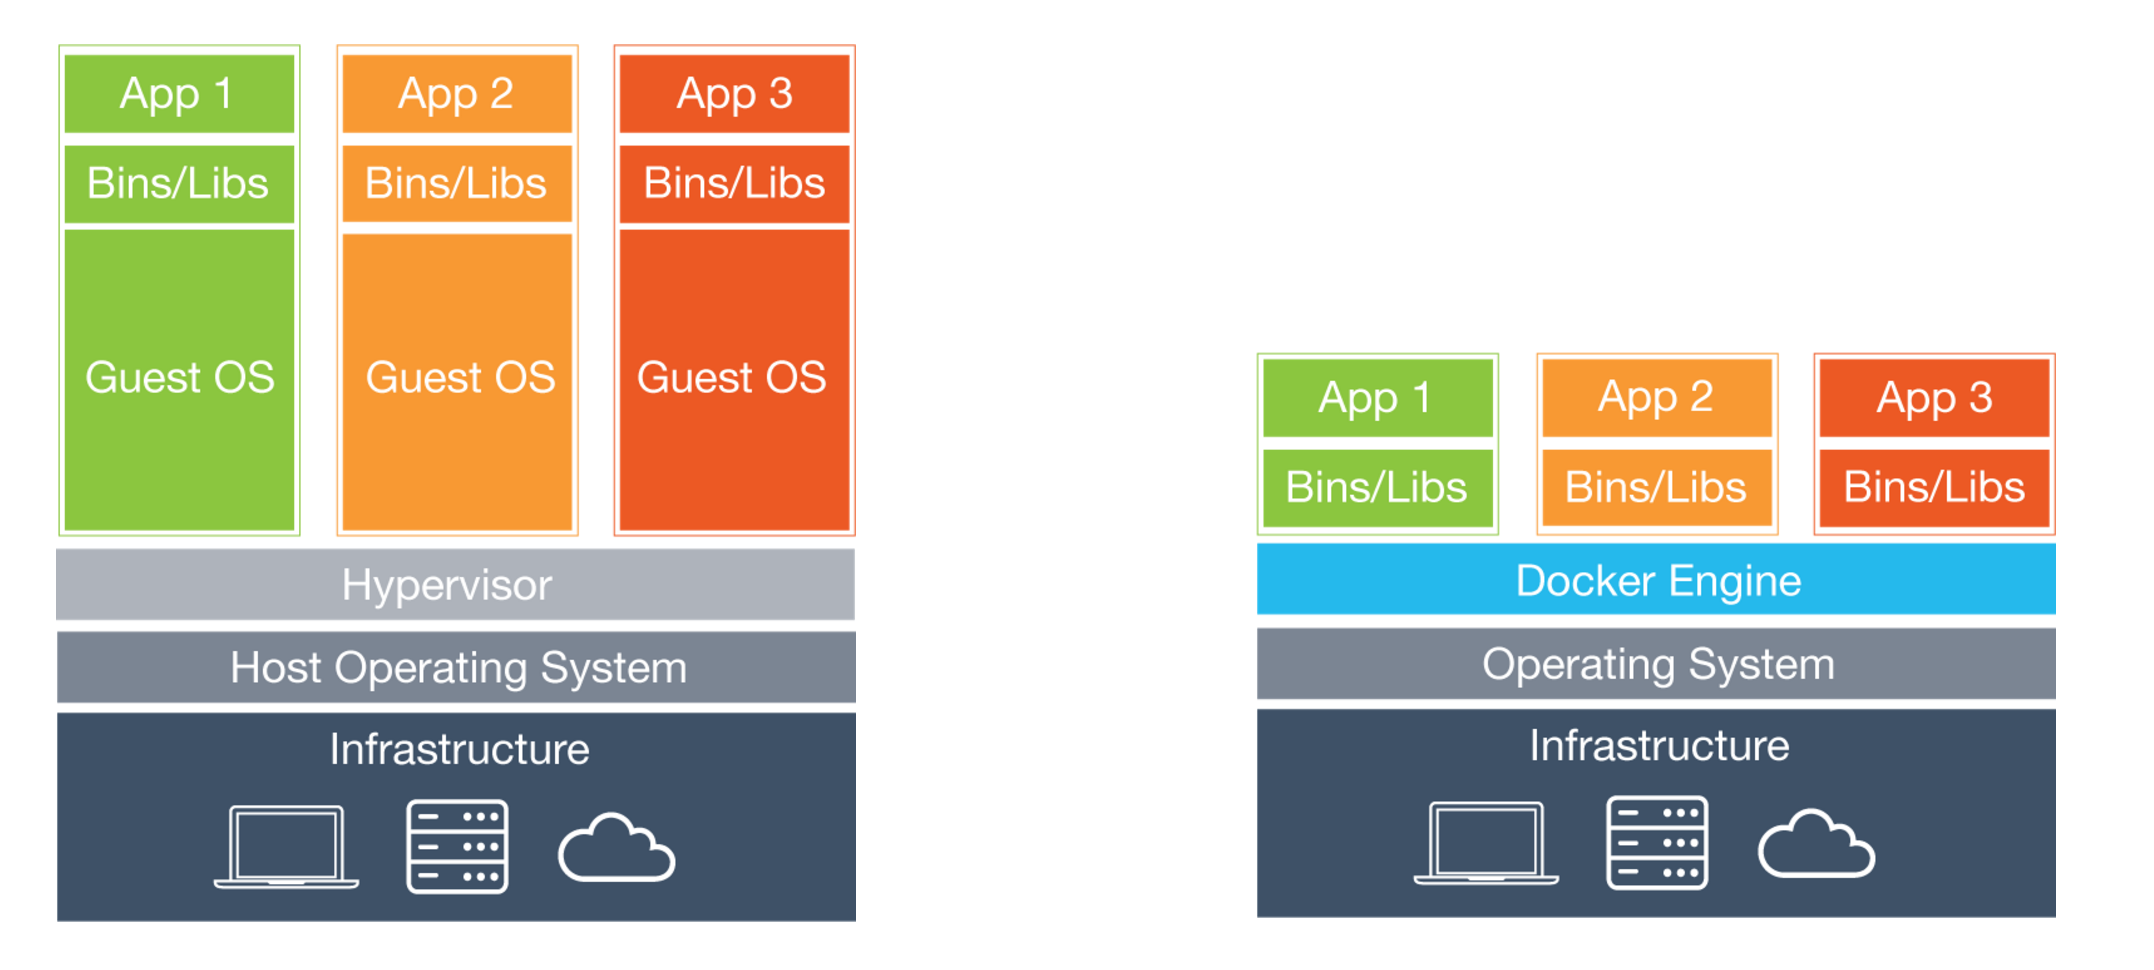 App 1
App 2
App 3
Bins/Libs
Bins/Libs
Bins/Libs
Guest OS
Guest OS
Guest OS
Hypervisor
Host Operating System
Infrastructure
App 1
App 2
App 3
Bins/Libs
Bins/Libs
Bins/Libs
Docker Engine
Operating System
Infrastructure